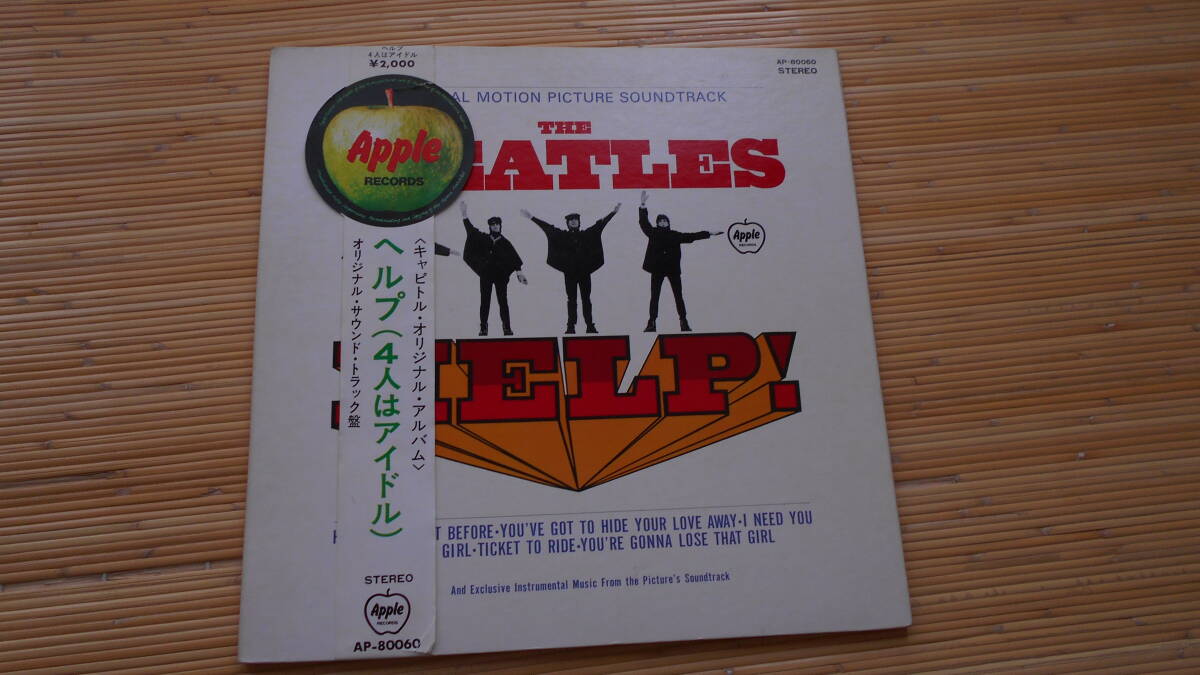 ヘルプ
4人はアイドル
¥2,000
Apple
RECORDS
〈キャピトル・オリジナル・アルバム〉
ヘルプ(4人はアイドル)
オリジナル・サウンド・トラック盤
STEREO
Apple
RECORDS
AP-80060
AP-80060
STEREO
AL MOTION PICTURE SOUNDTRACK
THE
EATLES
Apple
RECORDS
HELP!
T BEFORE•YOU'VE GOT TO HIDE YOUR LOVE AWAY•I NEED YOU
GIRL•TICKET TO RIDE•YOU'RE GONNA LOSE THAT GIRL
And Exclusive Instrumental Music From the Picture's Soundtrack